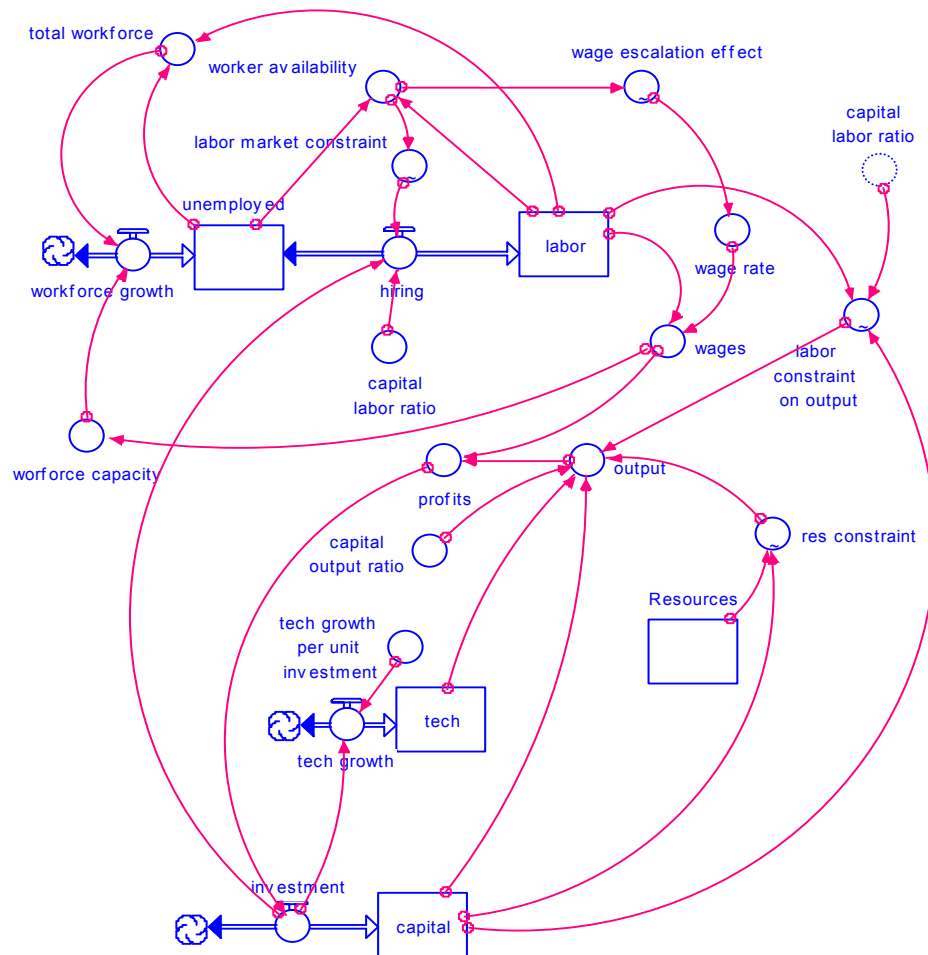 total workforce
worker availability
wage escalation effect
capital
labor ratio
labor market constraint
unemployed
labor
wage rate
workforce growth
hiring
wages
labor
constraint
on output
capital
labor ratio
worforce capacity
profits
output
capital
output ratio
res constraint
Resources
tech growth
per unit
investment
tech
tech growth
investment
capital